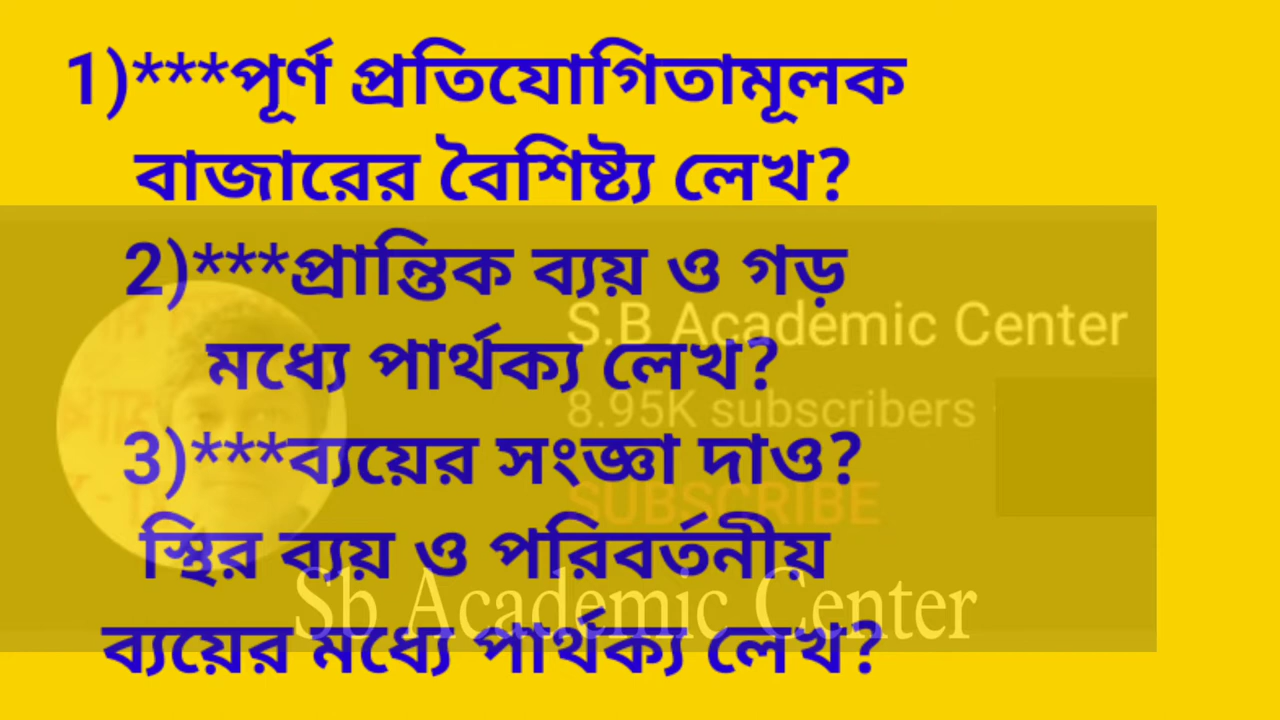 1)***পূর্ণ প্রতিযোগিতামূলক
বাজারের বৈশিষ্ট্য লেখ?
2)***প্রান্তিক ব্যয় ও গড়
মধ্যে পার্থক্য লেখ?
3)***ব্যয়ের সংজ্ঞা দাও?
স্থির ব্যয় ও পরিবর্তনীয়
ব্যয়ের মধ্যে পার্থক্য লেখ?
S.B Academic Center
8.95K subscribers
SUBSCRIBE
Sb Academic Center